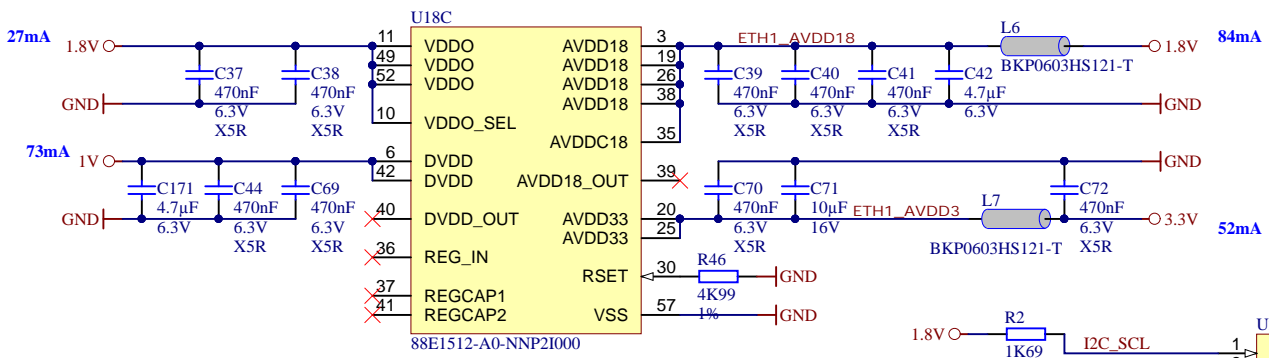 U18C
27mA
1.8V
11
VDDO
49
VDDO
52
VDDO
10
VDDO_SEL
C37
470nF
6.3V
X5R
C38
470nF
6.3V
X5R
GND
73mA
1V
6
DVDD
42
DVDD
C171
4.7µF
6.3V
C44
470nF
6.3V
X5R
C69
470nF
6.3V
X5R
GND
40
DVDD_OUT
36
REG_IN
37
REGCAP1
41
REGCAP2
88E1512-A0-NNP2I000
AVDD18
3
AVDD18
19
AVDD18
26
AVDD18
38
AVDDC18
35
AVDD18_OUT
39
AVDD33
20
AVDD33
25
RSET
30
VSS
57
ETH1_AVDD18
L6
BKP0603HS121-T
1.8V
84mA
C39
470nF
6.3V
X5R
C40
470nF
6.3V
X5R
C41
470nF
6.3V
X5R
C42
4.7µF
6.3V
GND
GND
C70
470nF
6.3V
X5R
C71
10µF
16V
ETH1_AVDD3
L7
BKP0603HS121-T
C72
470nF
6.3V
X5R
3.3V
52mA
R46
4K99
1%
GND
GND
1.8V
R2
1K69
I2C_SCL
1
U